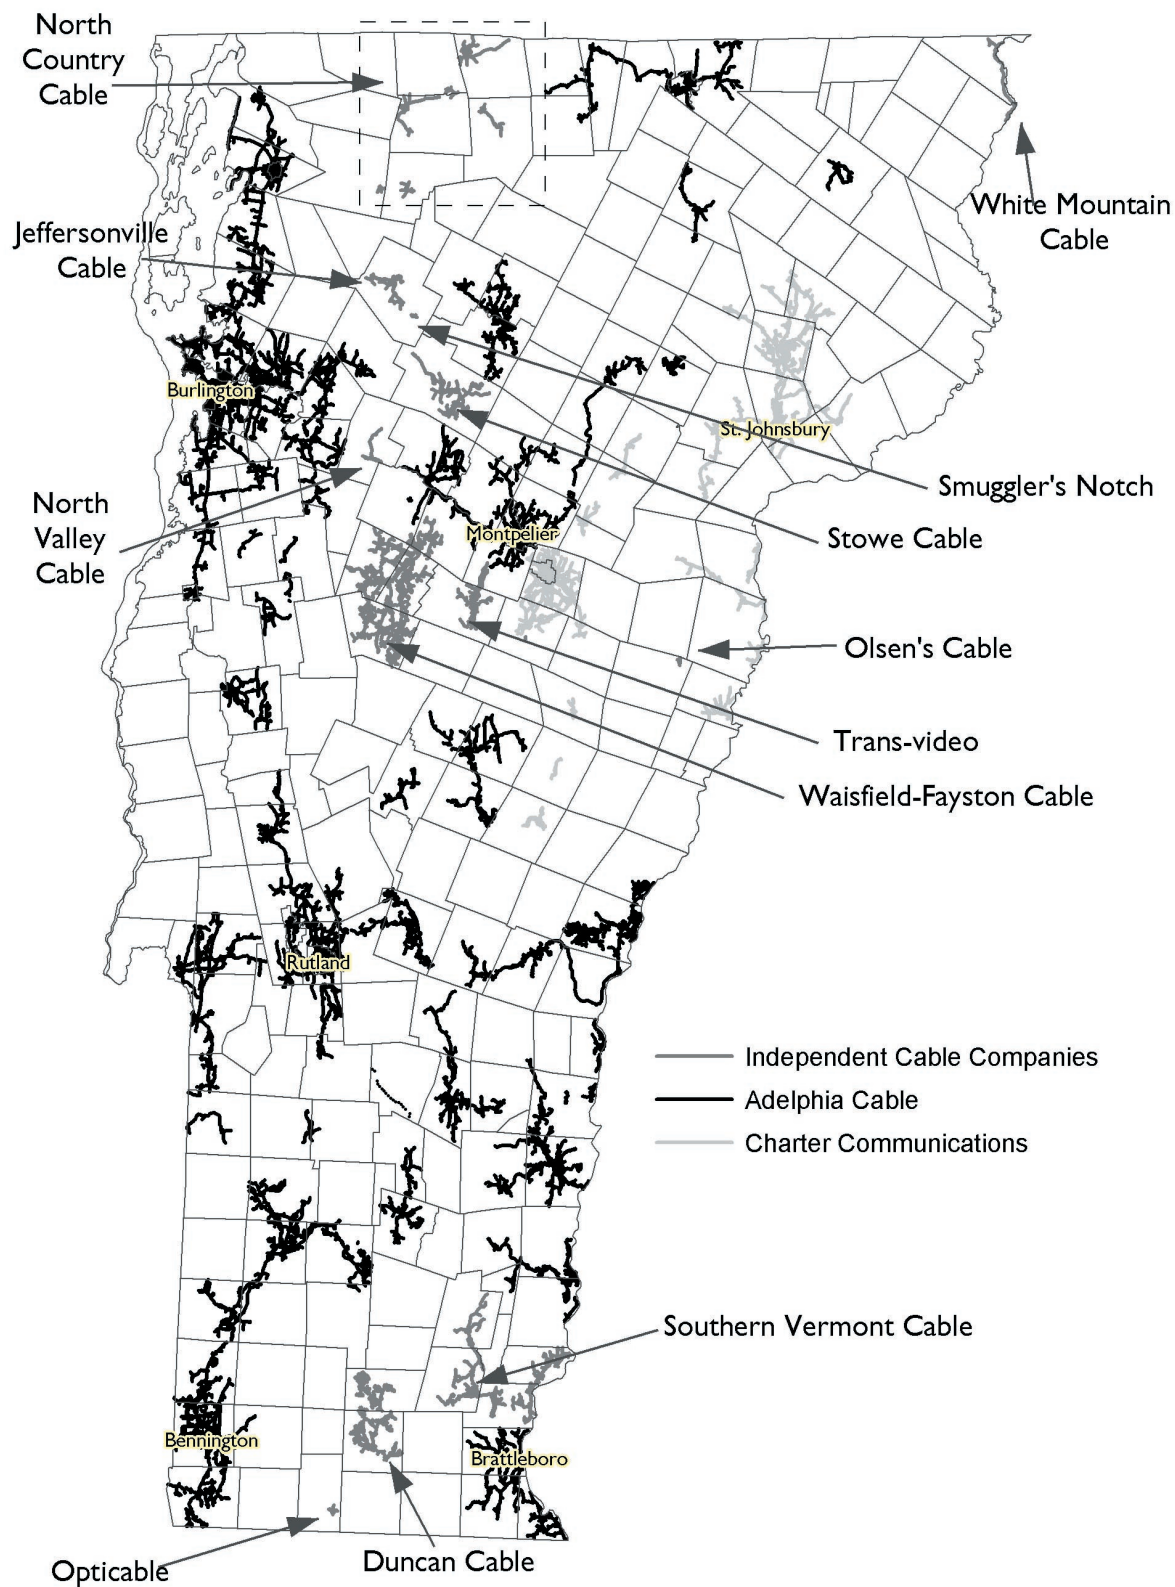 North
Country
Cable
White Mountain
Cable
Jeffersonville
Cable
Burlington
St. Johnsbury
Smuggler's Notch
North
Valley
Cable
Stowe Cable
Montpelier
Olsen's Cable
Trans-video
Waisfield-Fayston Cable
Rutland
Independent Cable Companies
Adelphia Cable
Charter Communications
Southern Vermont Cable
Bennington
Brattleboro
Opticable
Duncan Cable